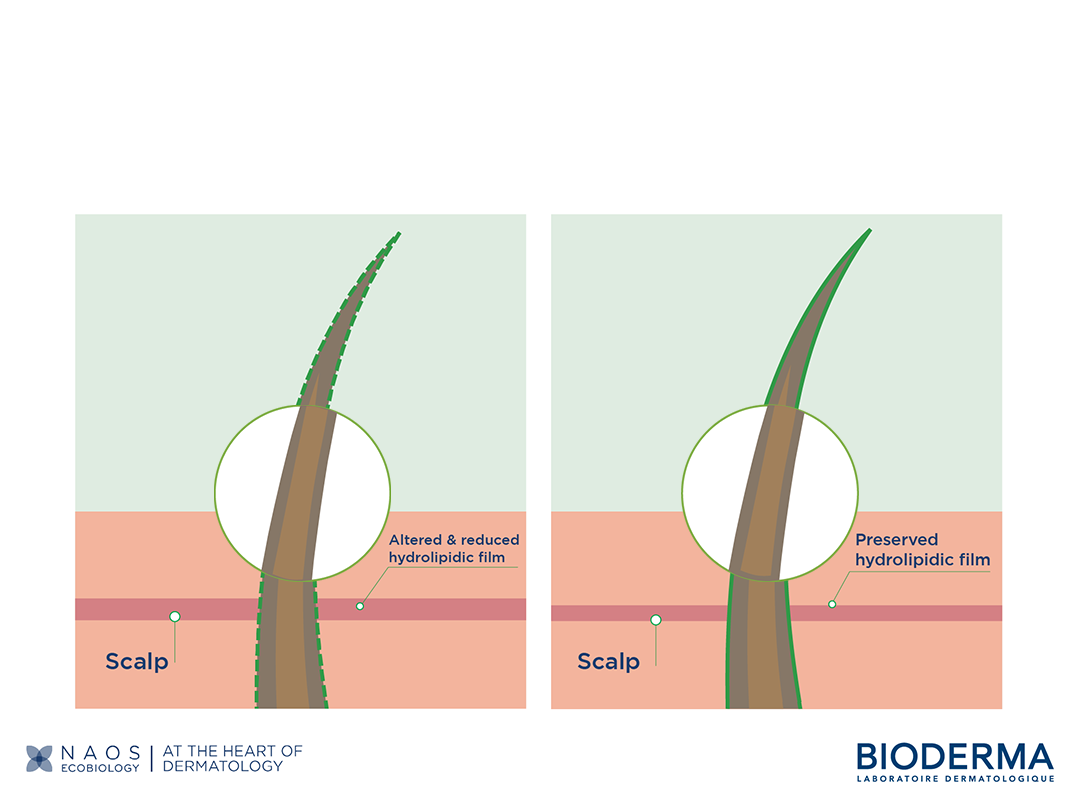 Altered & reduced
hydrolipidic film
Scalp
Preserved
hydrolipidic film
Scalp
NAOS
ECOBIOLOGY
AT THE HEART OF
DERMATOLOGY
BIODERMA
LABORATOIRE DERMATOLOGIQUE